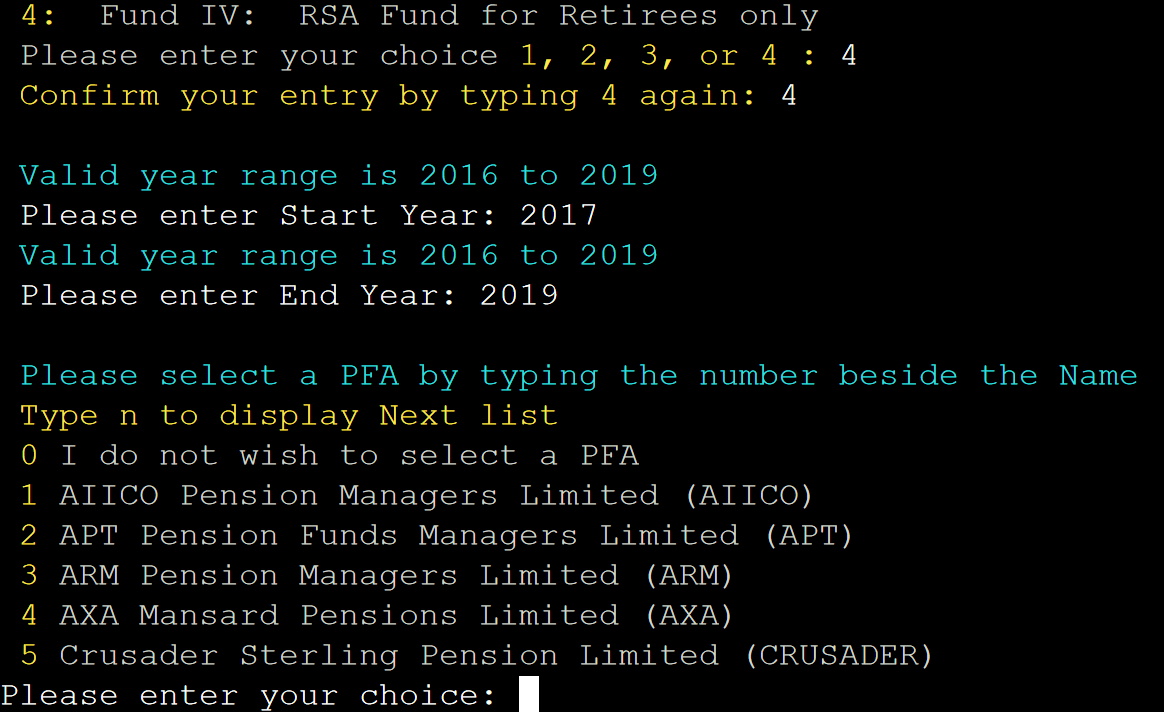 4:  Fund IV:  RSA Fund for Retirees only
Please enter your choice 1, 2, 3, or 4 : 4
Confirm your entry by typing 4 again: 4
Valid year range is 2016 to 2019
Please enter Start Year: 2017
Valid year range is 2016 to 2019
Please enter End Year: 2019
Please select a PFA by typing the number beside the Name
Type n to display Next list
0 I do not wish to select a PFA
1 AIICO Pension Managers Limited (AIICO)
2 APT Pension Funds Managers Limited (APT)
3 ARM Pension Managers Limited (ARM)
4 AXA Mansard Pensions Limited (AXA)
5 Crusader Sterling Pension Limited (CRUSADER)
Please enter your choice: